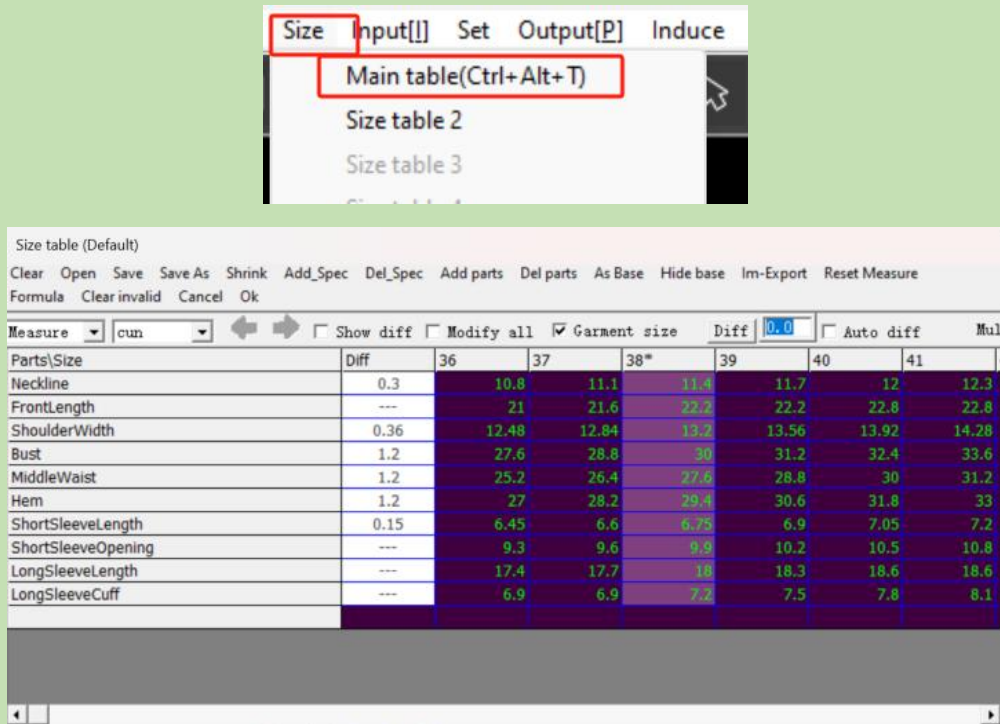 Size Input[I] Set Output[P] Induce
Main table(Ctrl+Alt+T)
Size table 2
Size table 3
Size table (Default)
Clear Open Save Save As Shrink Add_Spec Del_Spec Add parts Del parts As Base Hide base Im-Export Reset Measure
Formula Clear invalid Cancel Ok
Measure cun Show diff Modify all Garment size Diff 0.0 Auto diff Mul
Parts\Size Diff 36 37 38* 39 40 41
Neckline 0.3 10.8 11.1 11.4 11.7 12 12.3
FrontLength --- 21 21.6 22.2 22.2 22.8 22.8
ShoulderWidth 0.36 12.48 12.84 13.2 13.56 13.92 14.28
Bust 1.2 27.6 28.8 30 31.2 32.4 33.6
MiddleWaist 1.2 25.2 26.4 27.6 28.8 30 31.2
Hem 1.2 27 28.2 29.4 30.6 31.8 33
ShortSleeveLength 0.15 6.45 6.6 6.75 6.9 7.05 7.2
ShortSleeveOpening --- 9.3 9.6 9.9 10.2 10.5 10.8
LongSleeveLength --- 17.4 17.7 18 18.3 18.6 18.6
LongSleeveCuff --- 6.9 6.9 7.2 7.5 7.8 8.1